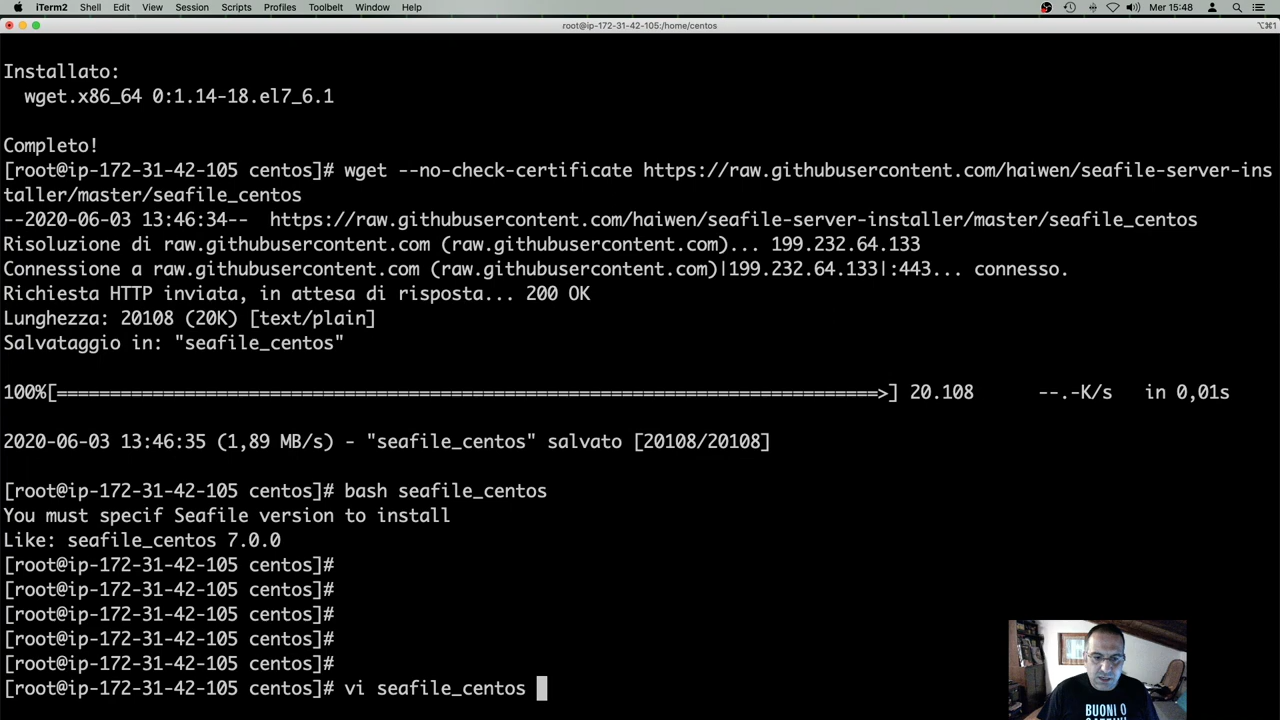 iTerm2 Shell Edit View Session Scripts Profiles Toolbelt Window Help Mer 15:48
root@ip-172-31-42-105:/home/centos ⌥⌘1
Installato:
wget.x86_64 0:1.14-18.el7_6.1
Completo!
[root@ip-172-31-42-105 centos]# wget --no-check-certificate https://raw.githubusercontent.com/haiwen/seafile-server-ins
taller/master/seafile_centos
--2020-06-03 13:46:34-- https://raw.githubusercontent.com/haiwen/seafile-server-installer/master/seafile_centos
Risoluzione di raw.githubusercontent.com (raw.githubusercontent.com)... 199.232.64.133
Connessione a raw.githubusercontent.com (raw.githubusercontent.com)|199.232.64.133|:443... connesso.
Richiesta HTTP inviata, in attesa di risposta... 200 OK
Lunghezza: 20108 (20K) [text/plain]
Salvataggio in: "seafile_centos"
100%[==============================================================================>] 20.108 --.-K/s in 0,01s
2020-06-03 13:46:35 (1,89 MB/s) - "seafile_centos" salvato [20108/20108]
[root@ip-172-31-42-105 centos]# bash seafile_centos
You must specif Seafile version to install
Like: seafile_centos 7.0.0
[root@ip-172-31-42-105 centos]#
[root@ip-172-31-42-105 centos]#
[root@ip-172-31-42-105 centos]#
[root@ip-172-31-42-105 centos]#
[root@ip-172-31-42-105 centos]#
[root@ip-172-31-42-105 centos]# vi seafile_centos
BUONI O